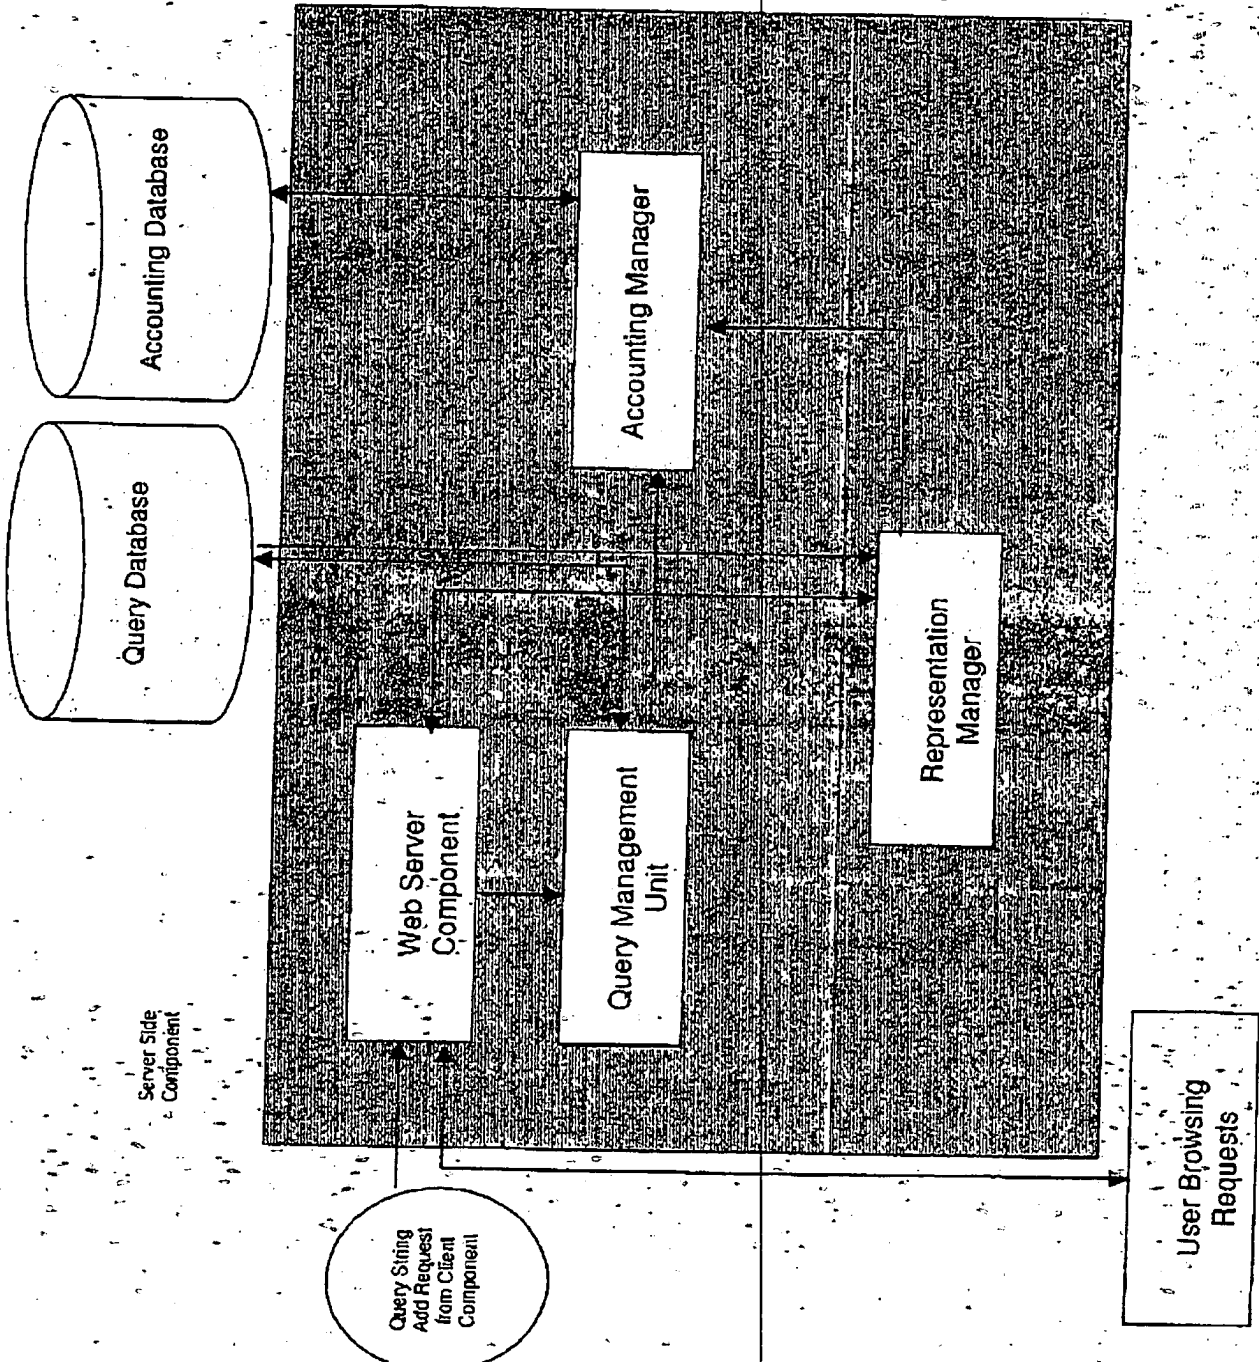 Server Side
Component
Query Database
Accounting Database
Query String
Add Request
from Client
Component
Web Server
Component
Query Management
Unit
Accounting Manager
Representation
Manager
User Browsing
Requests